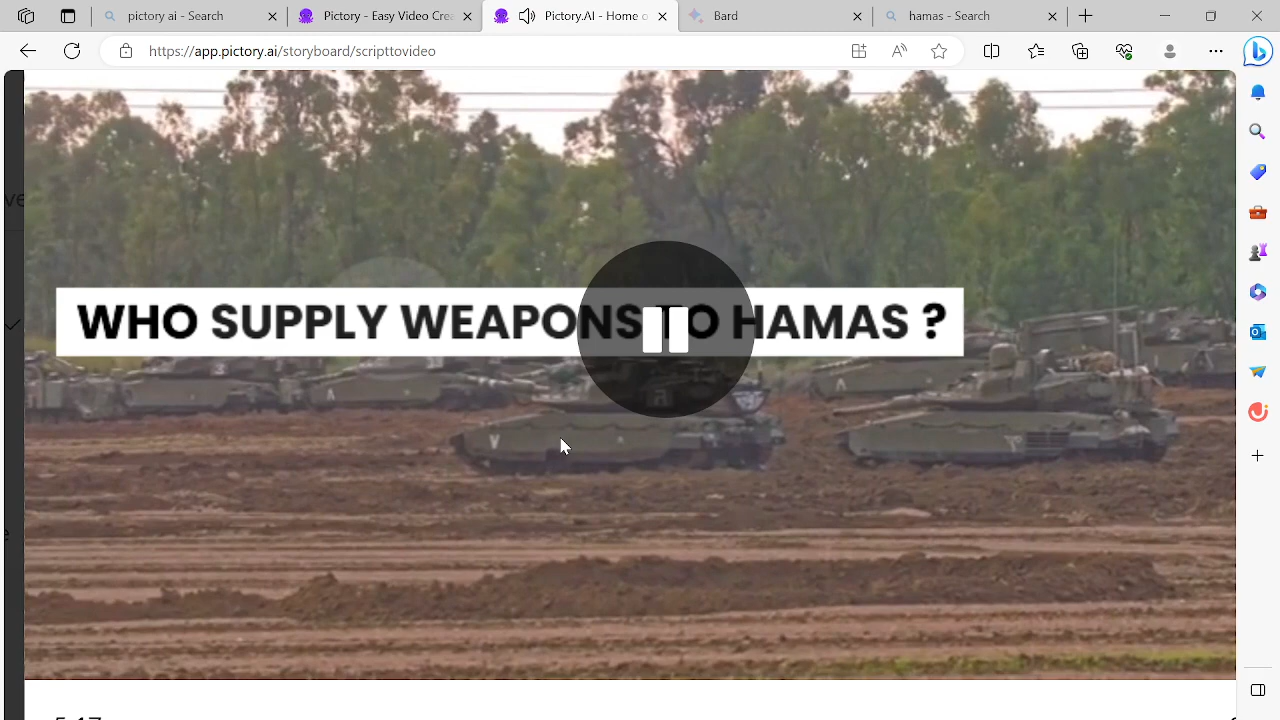 pictory ai - Search
Pictory - Easy Video Crea
Pictory.AI - Home o
Bard
hamas - Search
https://app.pictory.ai/storyboard/scripttovideo
WHO SUPPLY WEAPONS TO HAMAS ?